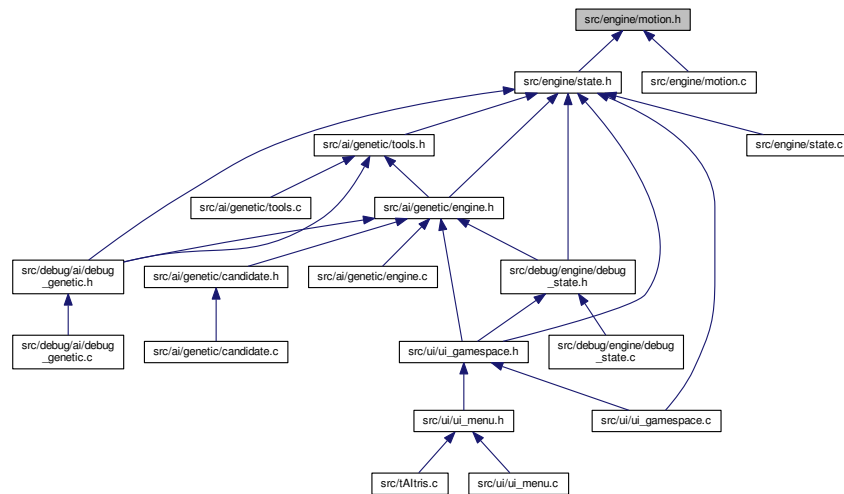 src/engine/motion.h
src/engine/state.h
src/engine/motion.c
src/ai/genetic/tools.h
src/engine/state.c
src/ai/genetic/tools.c
src/ai/genetic/engine.h
src/debug/ai/debug
_genetic.h
src/ai/genetic/candidate.h
src/ai/genetic/engine.c
src/debug/engine/debug
_state.h
src/debug/ai/debug
_genetic.c
src/ai/genetic/candidate.c
src/ui/ui_gamespace.h
src/debug/engine/debug
_state.c
src/ui/ui_menu.h
src/ui/ui_gamespace.c
src/tAItris.c
src/ui/ui_menu.c